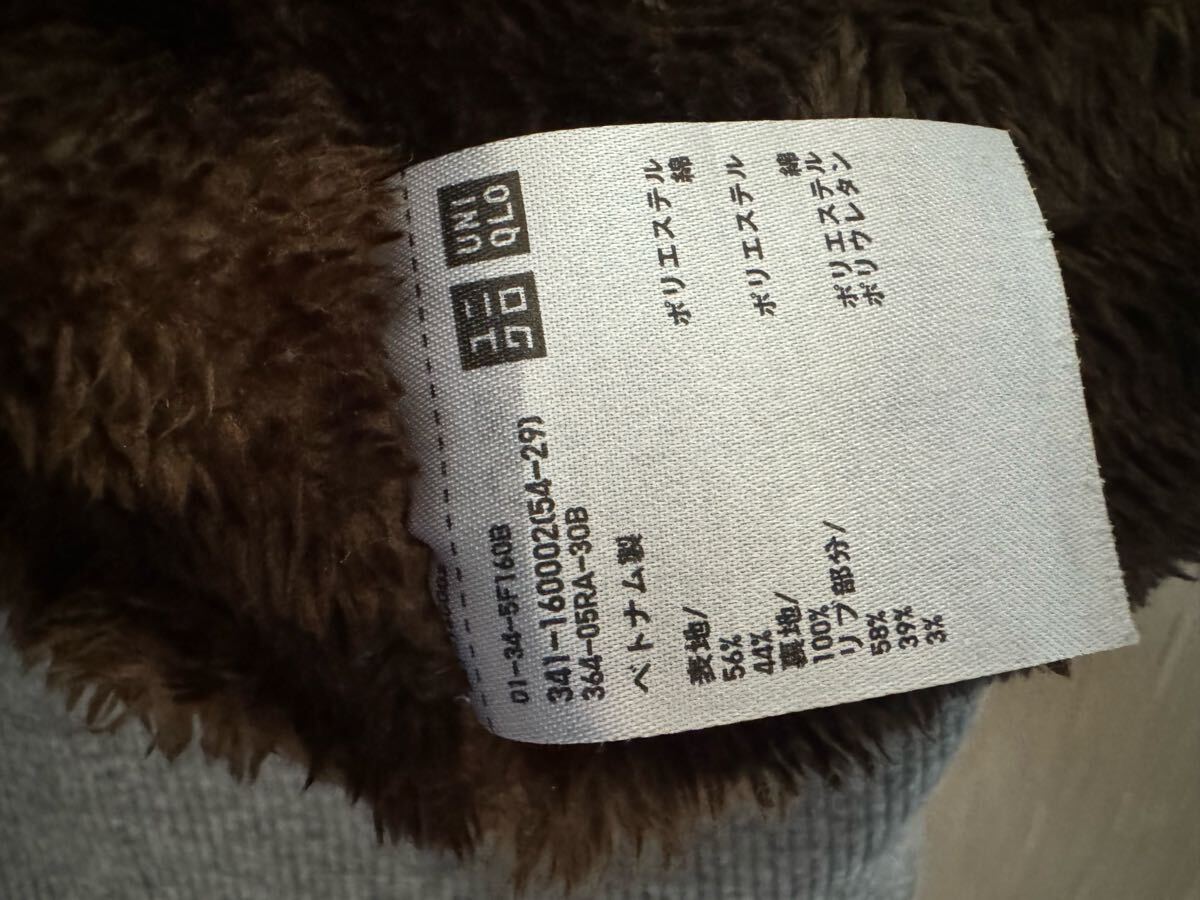 ユニクロ
UNIQLO
01-34-5F160B
341-160002(54-29)
364-05RA-30B
ベトナム製
表地/
56% ポリエステル
44% 綿
裏地/
100% ポリエステル
リブ部分/
58% 綿
39% ポリエステル
3% ポリウレタン